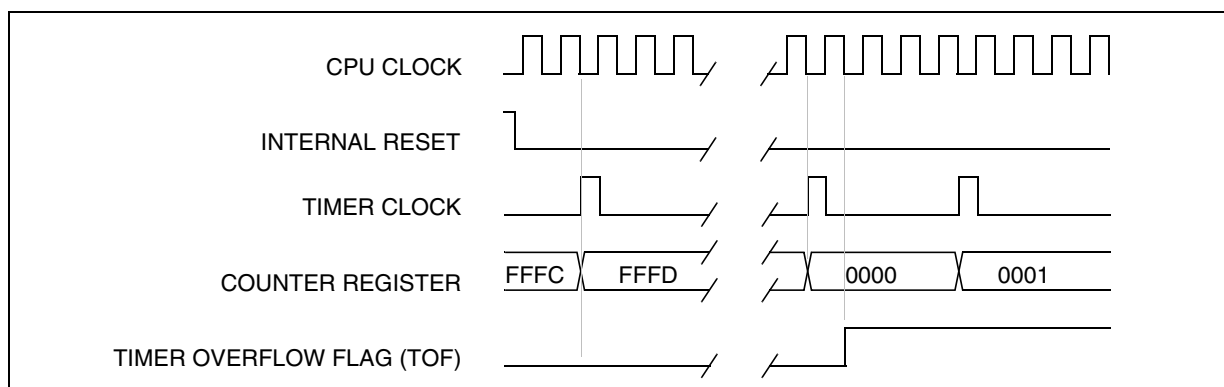 CPU CLOCK
INTERNAL RESET
TIMER CLOCK
COUNTER REGISTER
FFFC FFFD 0000 0001
TIMER OVERFLOW FLAG (TOF)